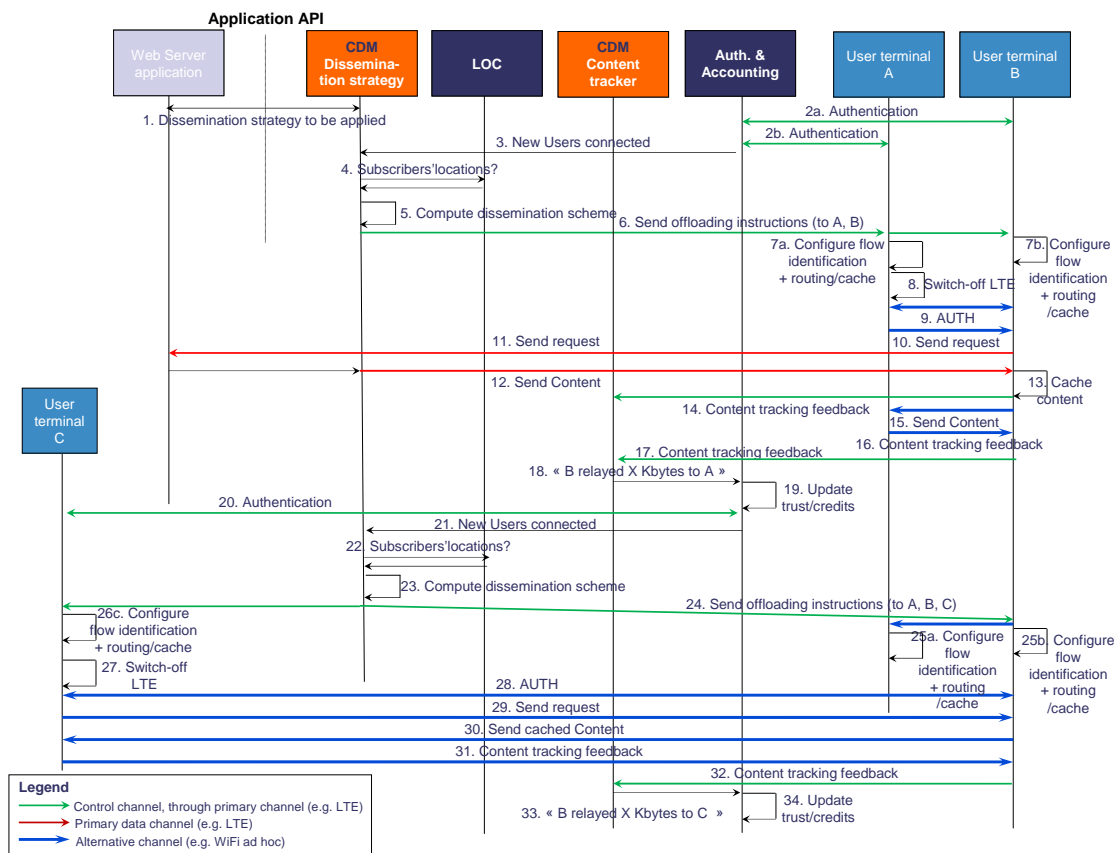 Application API
Web Server
application
CDM
Dissemina-
tion strategy
LOC
CDM
Content
tracker
Auth. &
Accounting
User terminal
A
User terminal
B
1. Dissemination strategy to be applied
2a. Authentication
2b. Authentication
3. New Users connected
4. Subscribers'locations?
5. Compute dissemination scheme
6. Send offloading instructions (to A, B)
7a. Configure flow
identification
+ routing/cache
7b. Configure
flow
identification
+ routing
/cache
8. Switch-off LTE
9. AUTH
10. Send request
11. Send request
12. Send Content
13. Cache
content
User
terminal
C
14. Content tracking feedback
15. Send Content
16. Content tracking feedback
17. Content tracking feedback
18. « B relayed X Kbytes to A »
19. Update
trust/credits
20. Authentication
21. New Users connected
22. Subscribers'locations?
23. Compute dissemination scheme
24. Send offloading instructions (to A, B, C)
26c. Configure
flow identification
+ routing/cache
25a. Configure
flow
identification
+ routing
/cache
25b. Configure
flow
identification
+ routing
/cache
27. Switch-off
LTE
28. AUTH
29. Send request
30. Send cached Content
31. Content tracking feedback
32. Content tracking feedback
33. « B relayed X Kbytes to C »
34. Update
trust/credits
Legend
Control channel, through primary channel (e.g. LTE)
Primary data channel (e.g. LTE)
Alternative channel (e.g. WiFi ad hoc)